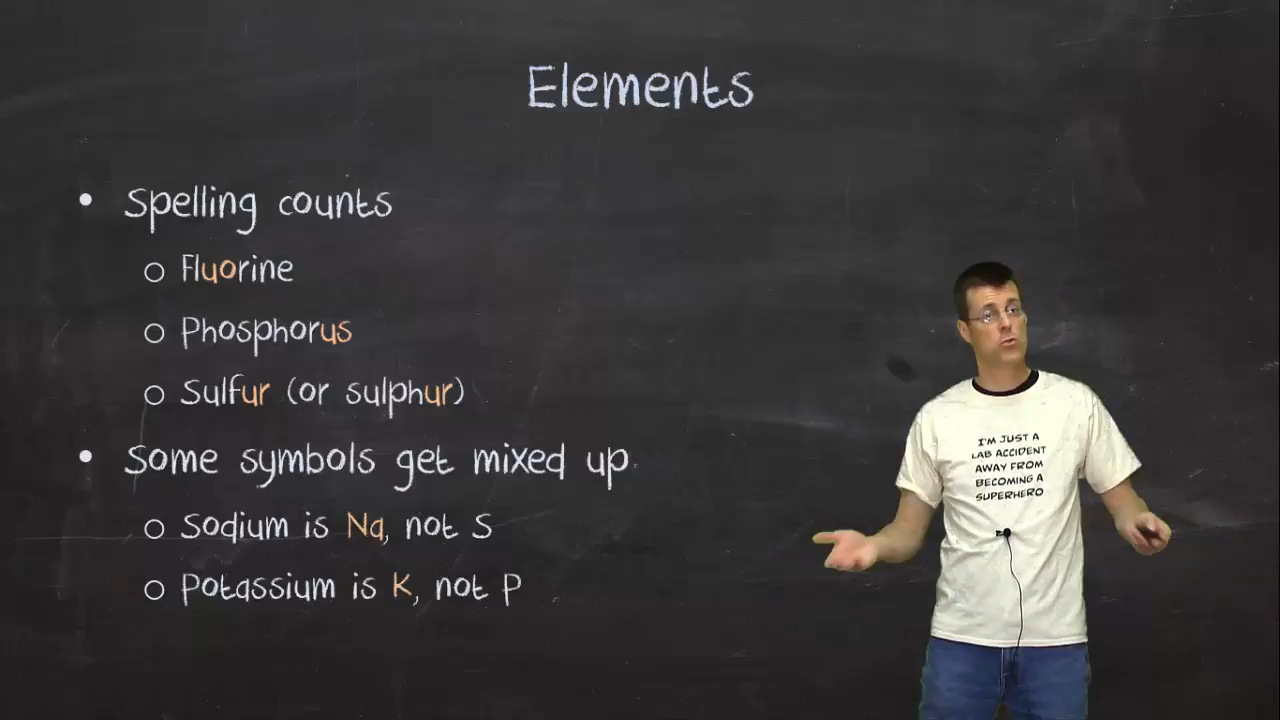 Elements
• Spelling counts
o Fluorine
o Phosphorus
o Sulfur (or sulphur)
• Some symbols get mixed up
o Sodium is Na, not S
o Potassium is K, not P
I'M JUST A
LAB ACCIDENT
AWAY FROM
BECOMING A
SUPERHERO